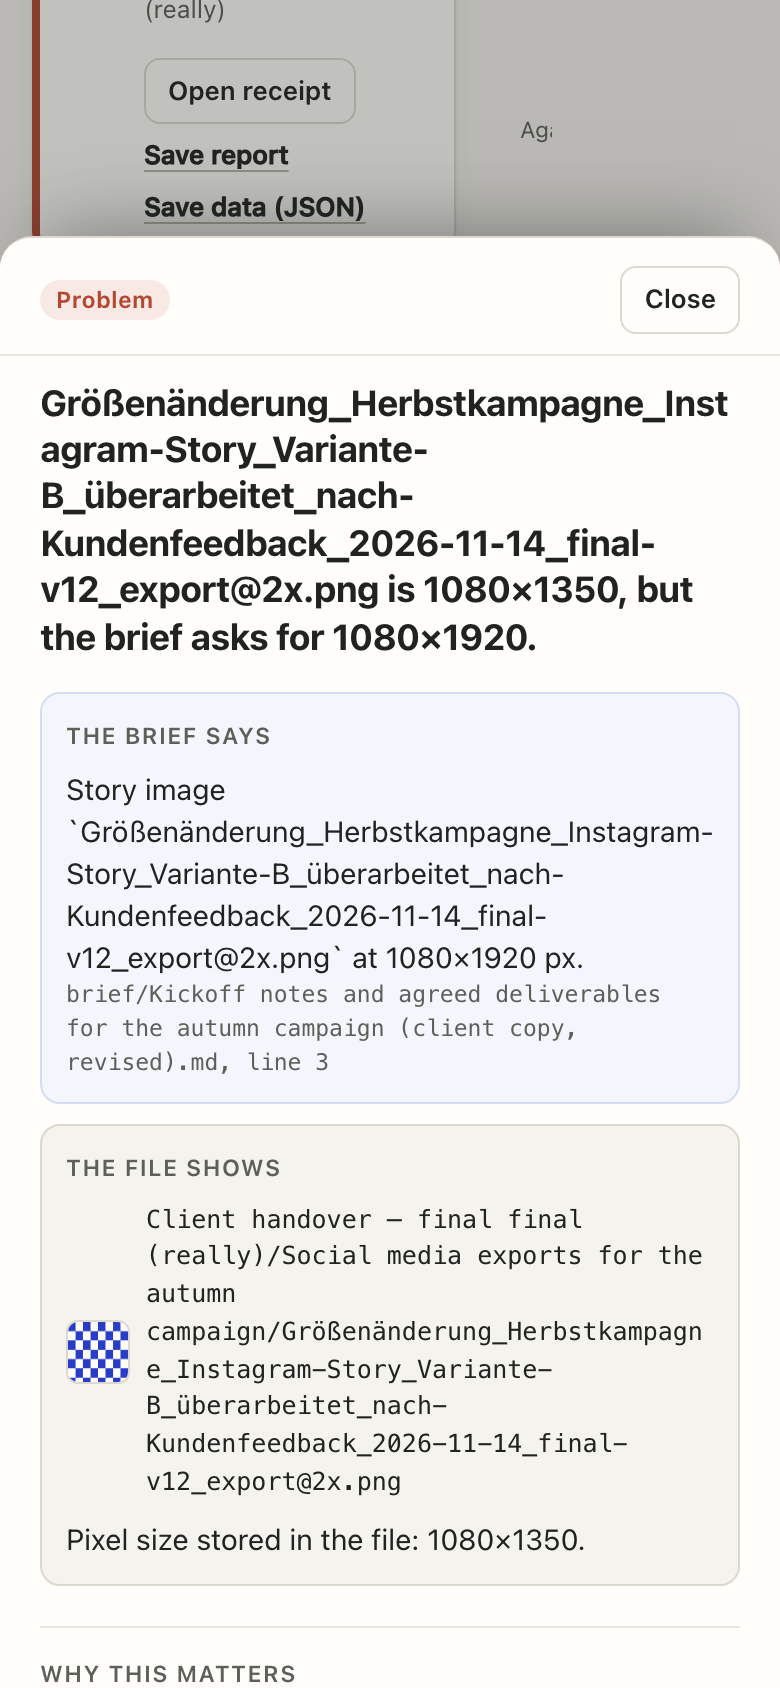 (really)
Open receipt
Save report
Save data (JSON)
Problem
Close
Größenänderung_Herbstkampagne_Inst
agram-Story_Variante-
B_überarbeitet_nach-
Kundenfeedback_2026-11-14_final-
v12_export@2x.png is 1080×1350, but
the brief asks for 1080×1920.
THE BRIEF SAYS
Story image
`Größenänderung_Herbstkampagne_Instagram-
Story_Variante-B_überarbeitet_nach-
Kundenfeedback_2026-11-14_final-
v12_export@2x.png` at 1080×1920 px.
brief/Kickoff notes and agreed deliverables
for the autumn campaign (client copy,
revised).md, line 3
THE FILE SHOWS
Client handover – final final
(really)/Social media exports for the
autumn
campaign/Größenänderung_Herbstkampagn
e_Instagram-Story_Variante-
B_überarbeitet_nach-
Kundenfeedback_2026-11-14_final-
v12_export@2x.png
Pixel size stored in the file: 1080×1350.
WHY THIS MATTERS